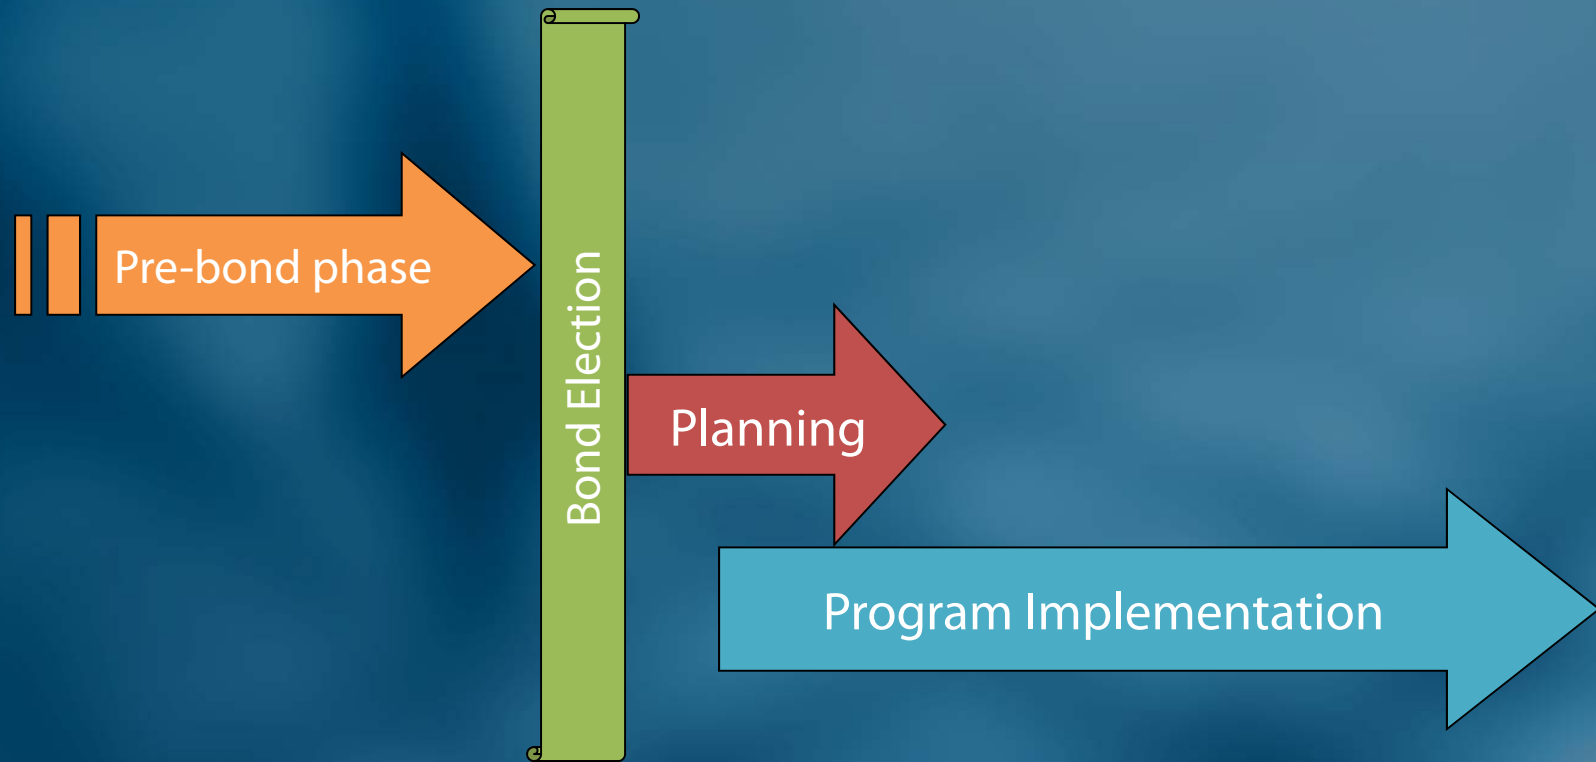 Pre-bond phase
Bond Election
Planning
Program Implementation